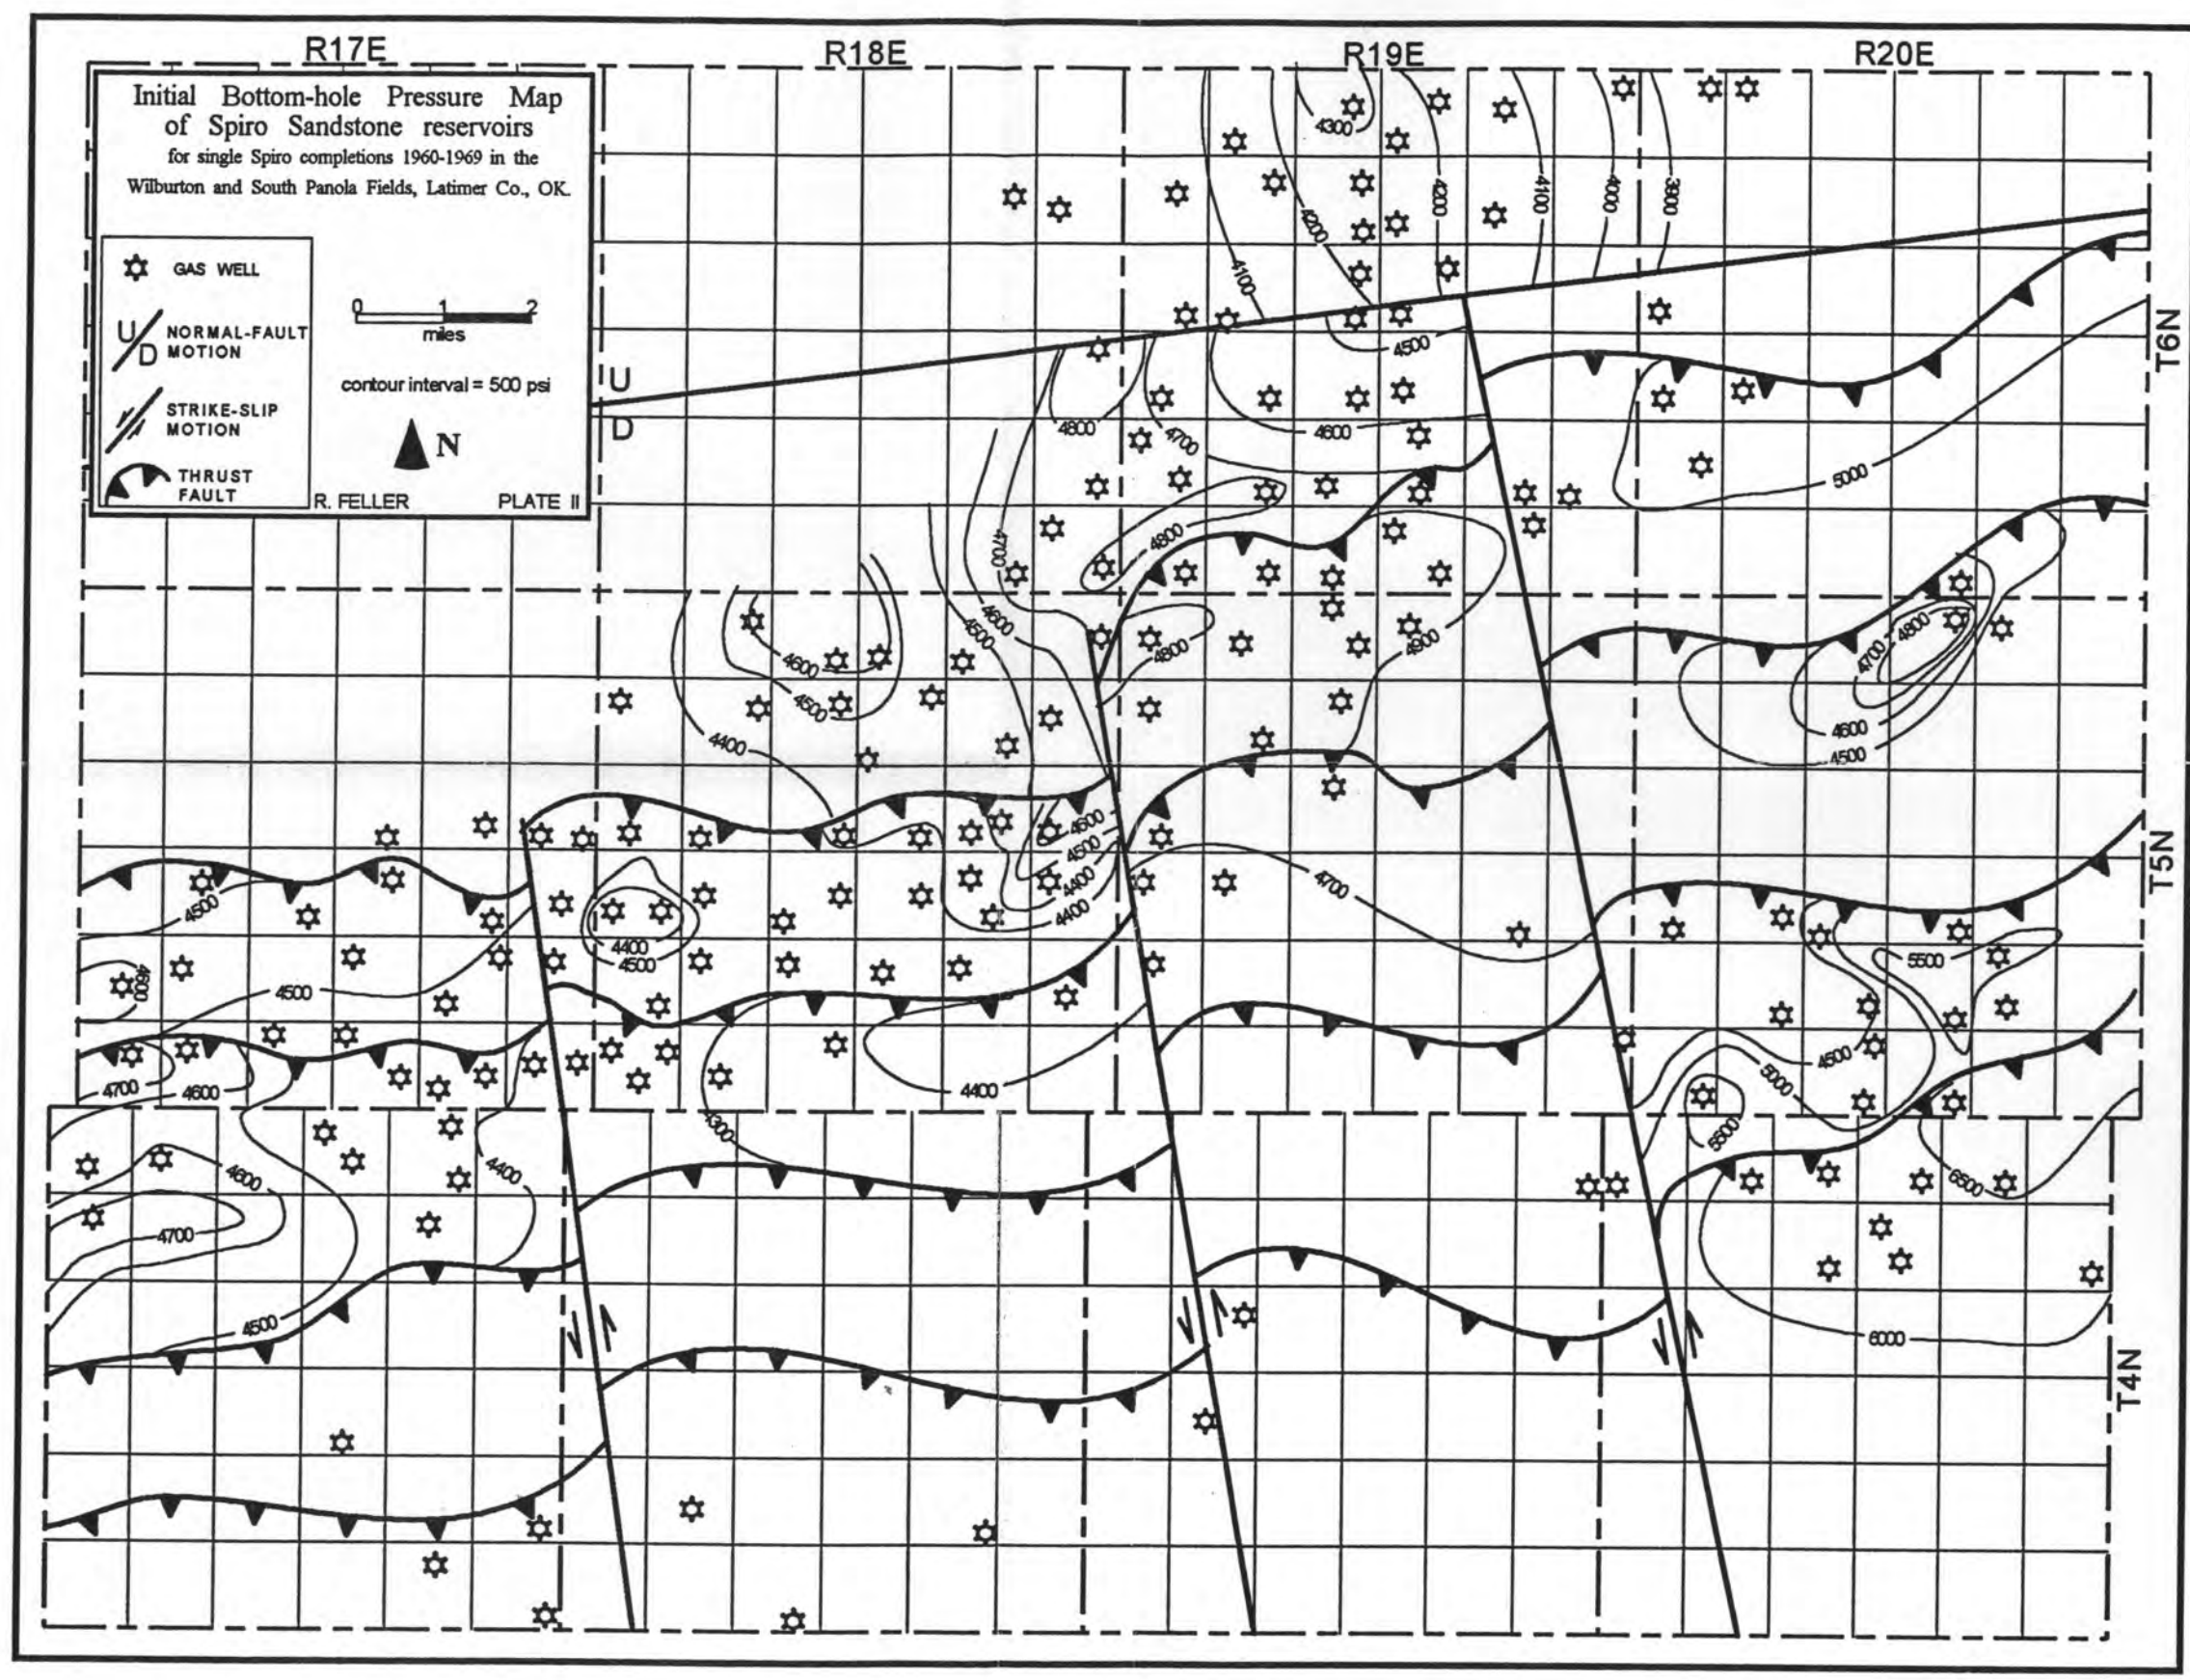 R17E
R18E
R19E
R20E
Initial Bottom-hole Pressure Map
of Spiro Sandstone reservoirs
for single Spiro completions 1960-1969 in the
Wilburton and South Panola Fields, Latimer Co., OK.
GAS WELL
U
D
NORMAL-FAULT
MOTION
STRIKE-SLIP
MOTION
THRUST
FAULT
0 1 2
miles
contour interval = 500 psi
N
R. FELLER PLATE II
U
D
T6N
T5N
T4N
4300
4200
4100
4200
4100
4000
3900
4500
4600
4800
4700
5000
4800
4700
4600
4500
4800
4900
4700
4800
4600
4500
4600
4500
4400
4600
4500
4400
4400
4700
4500
4600
4500
4400
4500
4400
4300
4700
4600
4600
4700
4500
4400
5500
4500
5000
5500
6500
6000